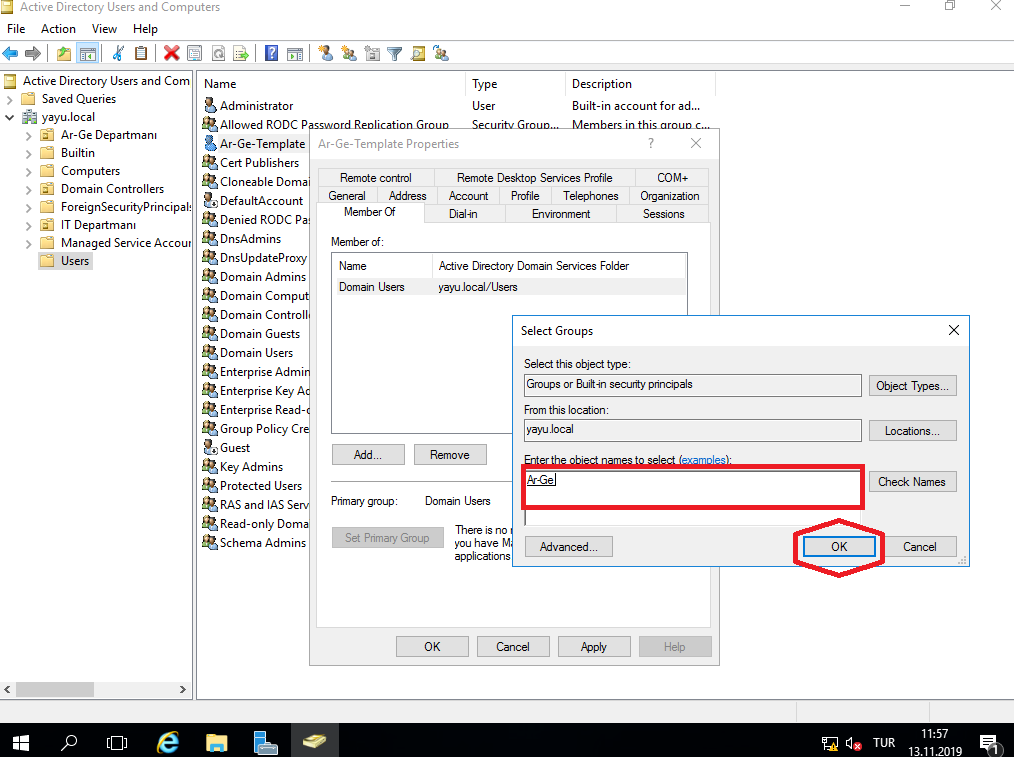 Active Directory Users and Computers
File Action View Help
Active Directory Users and Com
Saved Queries
yayu.local
Ar-Ge Departmanı
Builtin
Computers
Domain Controllers
ForeignSecurityPrincipals
IT Departmanı
Managed Service Accour
Users
Name Type Description
Administrator User Built-in account for ad...
Allowed RODC Password Replication Group Security Group... Members in this group c...
Ar-Ge-Template
Cert Publishers
Cloneable Domai
DefaultAccount
Denied RODC Pas
DnsAdmins
DnsUpdateProxy
Domain Admins
Domain Comput
Domain Controlle
Domain Guests
Domain Users
Enterprise Admin
Enterprise Key Ad
Enterprise Read-o
Group Policy Cre
Guest
Key Admins
Protected Users
RAS and IAS Serv
Read-only Doma
Schema Admins
Ar-Ge-Template Properties ?
Remote control Remote Desktop Services Profile COM+
General Address Account Profile Telephones Organization
Member Of Dial-in Environment Sessions
Member of:
Name Active Directory Domain Services Folder
Domain Users yayu.local/Users
Add... Remove
Primary group: Domain Users
Set Primary Group
There is no
you have Ma
applications
OK Cancel Apply Help
Select Groups
Select this object type:
Groups or Built-in security principals Object Types...
From this location:
yayu.local Locations...
Enter the object names to select (examples):
Ar-Ge Check Names
Advanced... OK Cancel
TUR
11:57
13.11.2019
1